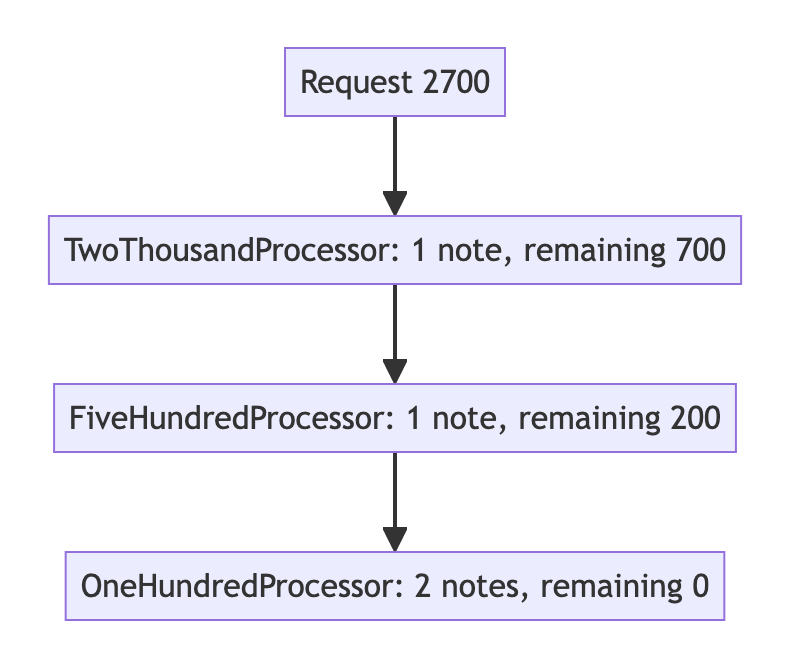 Request 2700
TwoThousandProcessor: 1 note, remaining 700
FiveHundredProcessor: 1 note, remaining 200
OneHundredProcessor: 2 notes, remaining 0